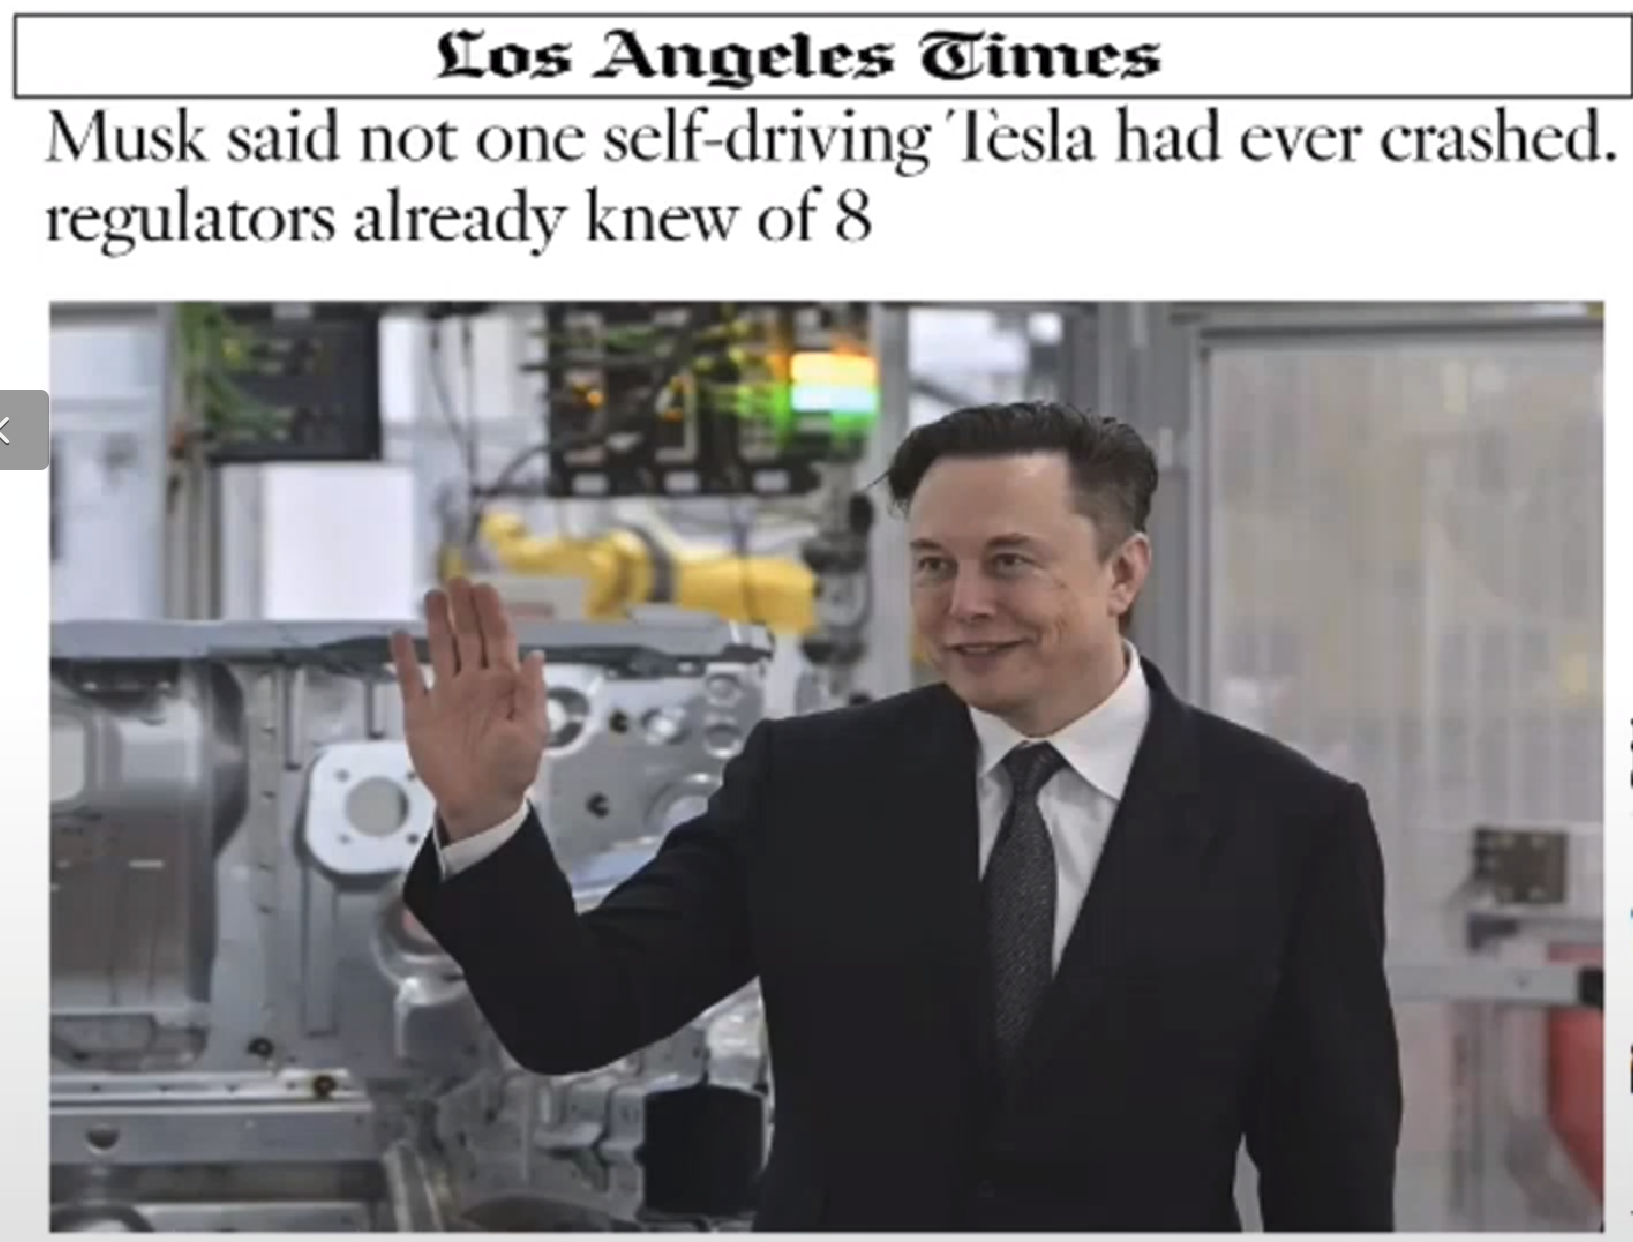 Los Angeles Times
Musk said not one self-driving Tesla had ever crashed.
regulators already knew of 8